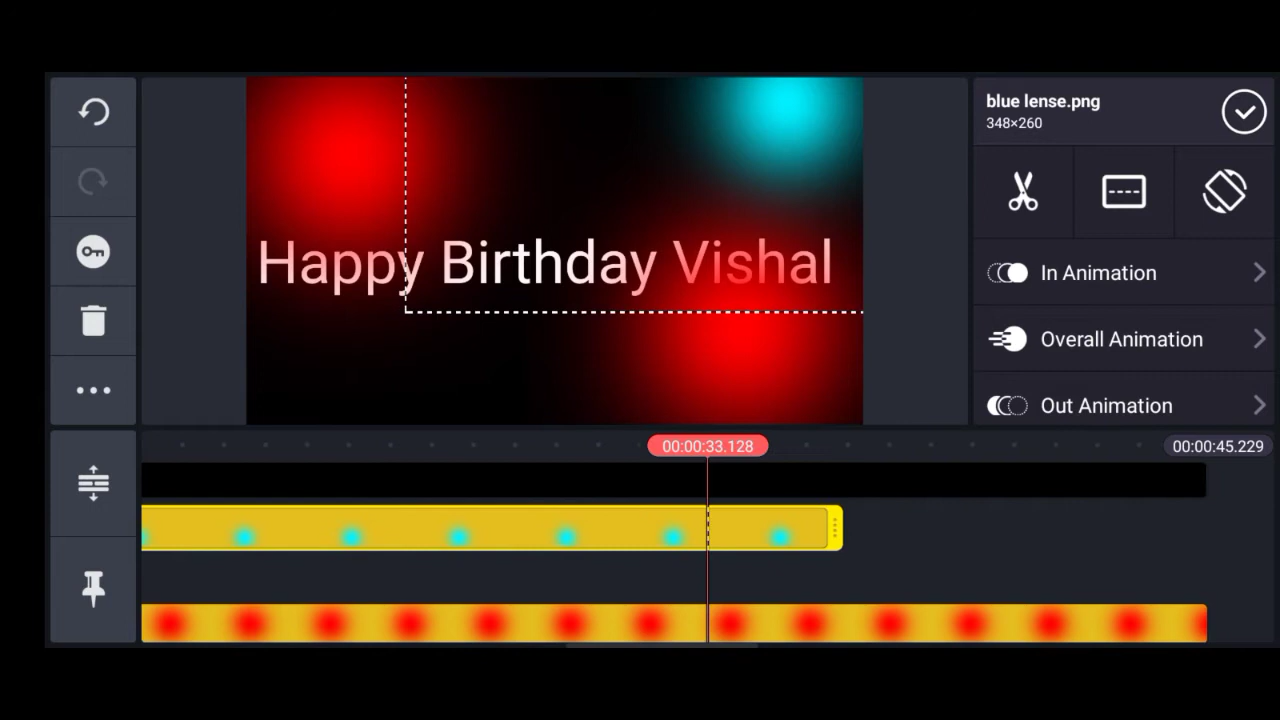 blue lense.png
348×260
Happy Birthday Vishal
In Animation
Overall Animation
Out Animation
00:00:33.128
00:00:45.229